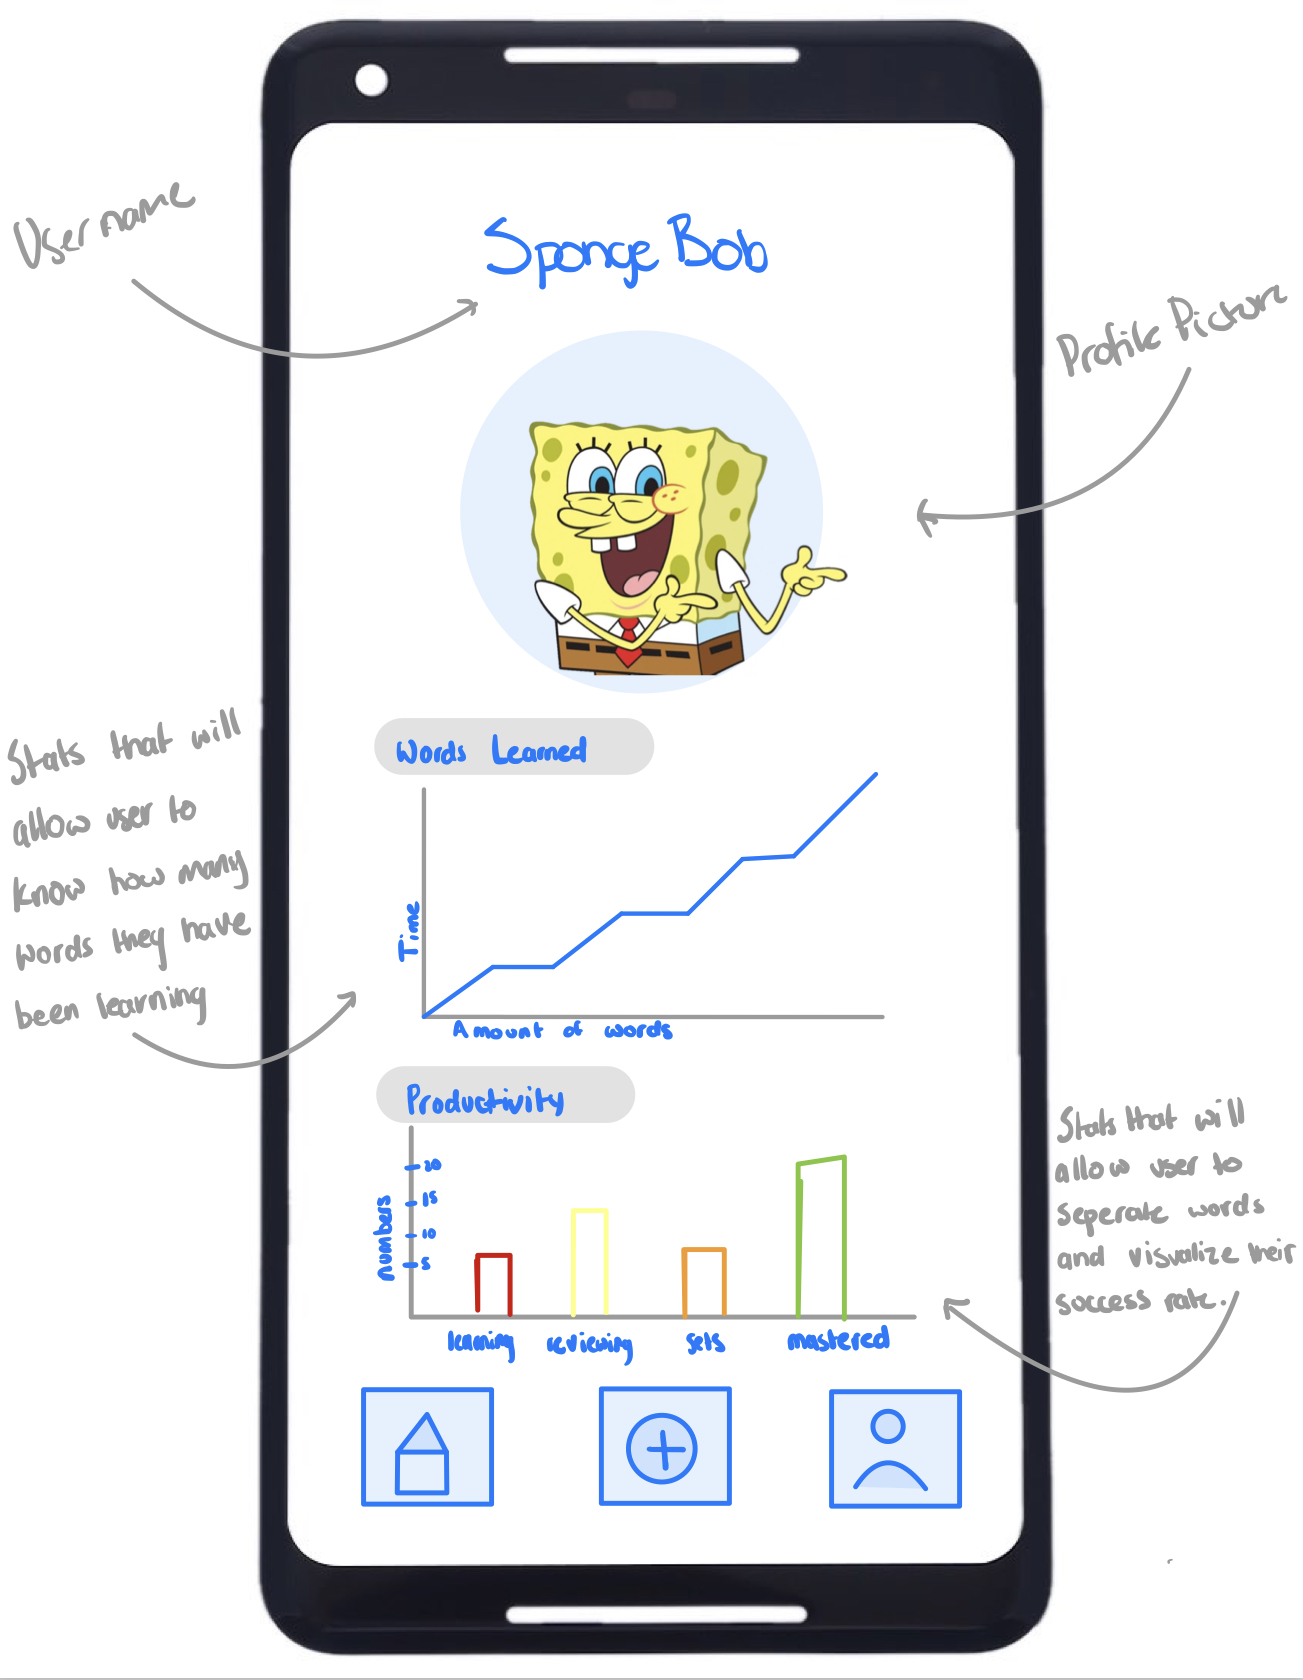 Username
Sponge Bob
Profile Picture
Stats that will
allow user to
know how many
words they have
been learning
Words Learned
Time
Amount of words
Productivity
numbers
20
15
10
5
learning
reviewing
sets
mastered
Stats that will
allow user to
seperate words
and visualize their
success rate.